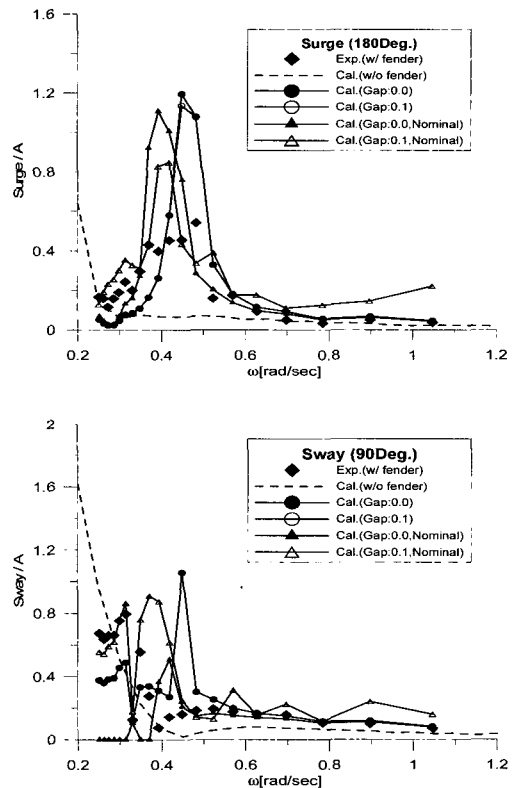 1.6
1.2
0.8
0.4
0
Surge / A
Surge (180Deg.)
Exp.(w/ fender)
Cal.(w/o fender)
Cal.(Gap:0.0)
Cal.(Gap:0.1)
Cal.(Gap:0.0,Nominal)
Cal.(Gap:0.1,Nominal)
0.2 0.4 0.6 0.8 1 1.2
ω[rad/sec]
2
1.6
1.2
0.8
0.4
0
Sway / A
Sway (90Deg.)
Exp.(w/ fender)
Cal.(w/o fender)
Cal.(Gap:0.0)
Cal.(Gap:0.1)
Cal.(Gap:0.0,Nominal)
Cal.(Gap:0.1,Nominal)
0.2 0.4 0.6 0.8 1 1.2
ω[rad/sec]